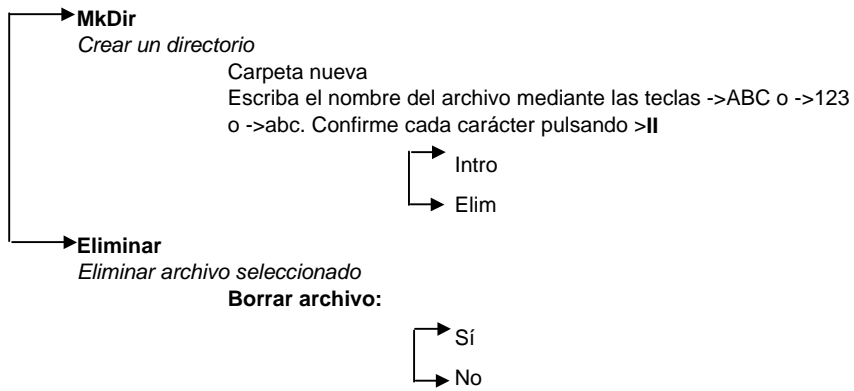 MkDir
Crear un directorio
Carpeta nueva
Escriba el nombre del archivo mediante las teclas ->ABC o ->123
o ->abc. Confirme cada carácter pulsando >II
Intro
Elim
Eliminar
Eliminar archivo seleccionado
Borrar archivo:
Sí
No